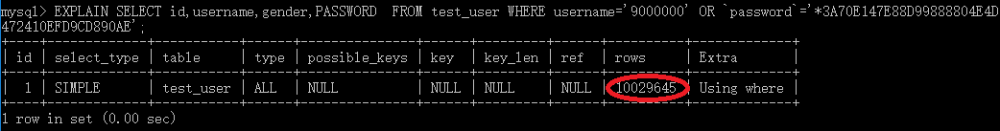 mysql> EXPLAIN SELECT id,username,gender,PASSWORD  FROM test_user WHERE username='9000000' OR `password`='*3A70E147E88D99888804E4D
472410EFD9CD890AE';
+----+-------------+-----------+------+---------------+------+---------+------+----------+-------------+
| id | select_type | table     | type | possible_keys | key  | key_len | ref  | rows     | Extra       |
+----+-------------+-----------+------+---------------+------+---------+------+----------+-------------+
|  1 | SIMPLE      | test_user | ALL  | NULL          | NULL | NULL    | NULL | 10029645 | Using where |
+----+-------------+-----------+------+---------------+------+---------+------+----------+-------------+
1 row in set (0.00 sec)